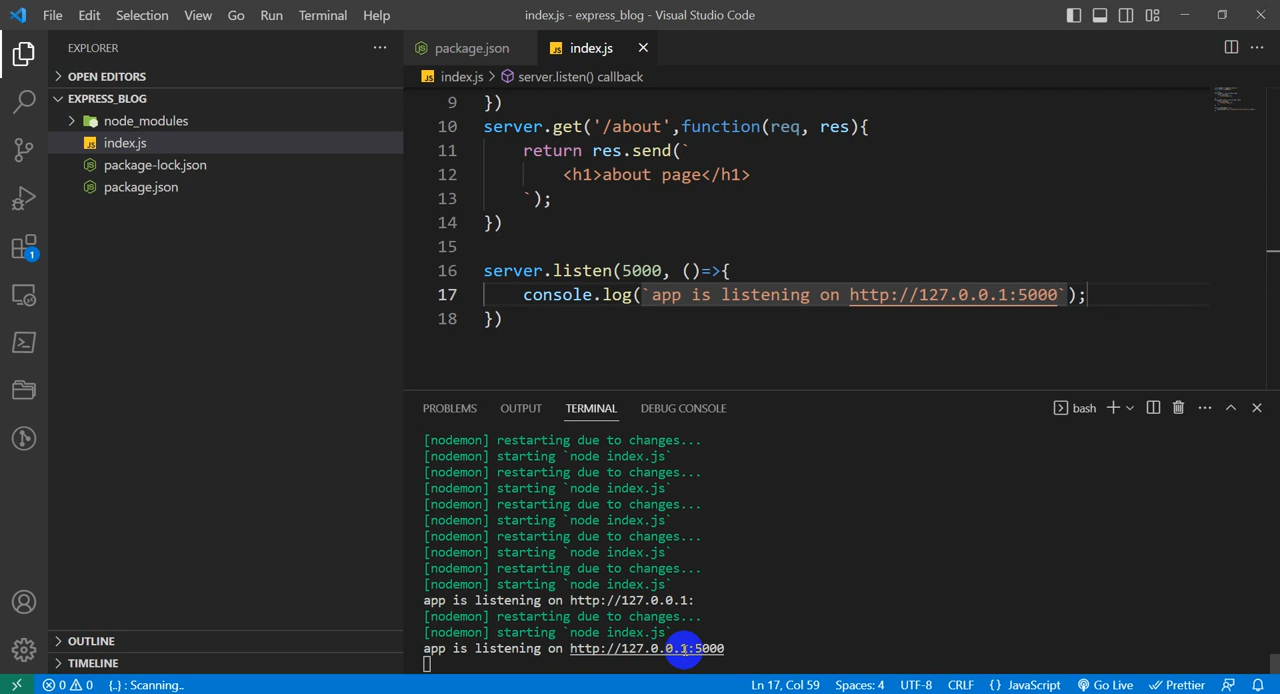 File Edit Selection View Go Run Terminal Help
index.js - express_blog - Visual Studio Code
EXPLORER
OPEN EDITORS
EXPRESS_BLOG
node_modules
JS index.js
package-lock.json
package.json
OUTLINE
TIMELINE
1
package.json
JS index.js
JS index.js > server.listen() callback
9 })
10 server.get('/about',function(req, res){
11 return res.send(`
12 <h1>about page</h1>
13 `);
14 })
15
16 server.listen(5000, ()=>{
17 console.log(`app is listening on http://127.0.0.1:5000`);
18 })
PROBLEMS OUTPUT TERMINAL DEBUG CONSOLE
bash
[nodemon] restarting due to changes...
[nodemon] starting `node index.js`
[nodemon] restarting due to changes...
[nodemon] starting `node index.js`
[nodemon] restarting due to changes...
[nodemon] starting `node index.js`
[nodemon] restarting due to changes...
[nodemon] starting `node index.js`
[nodemon] restarting due to changes...
[nodemon] starting `node index.js`
app is listening on http://127.0.0.1:
[nodemon] restarting due to changes...
[nodemon] starting `node index.js`
app is listening on http://127.0.0.1:5000
0 0 {..} : Scanning..
Ln 17, Col 59 Spaces: 4 UTF-8 CRLF {} JavaScript Go Live Prettier